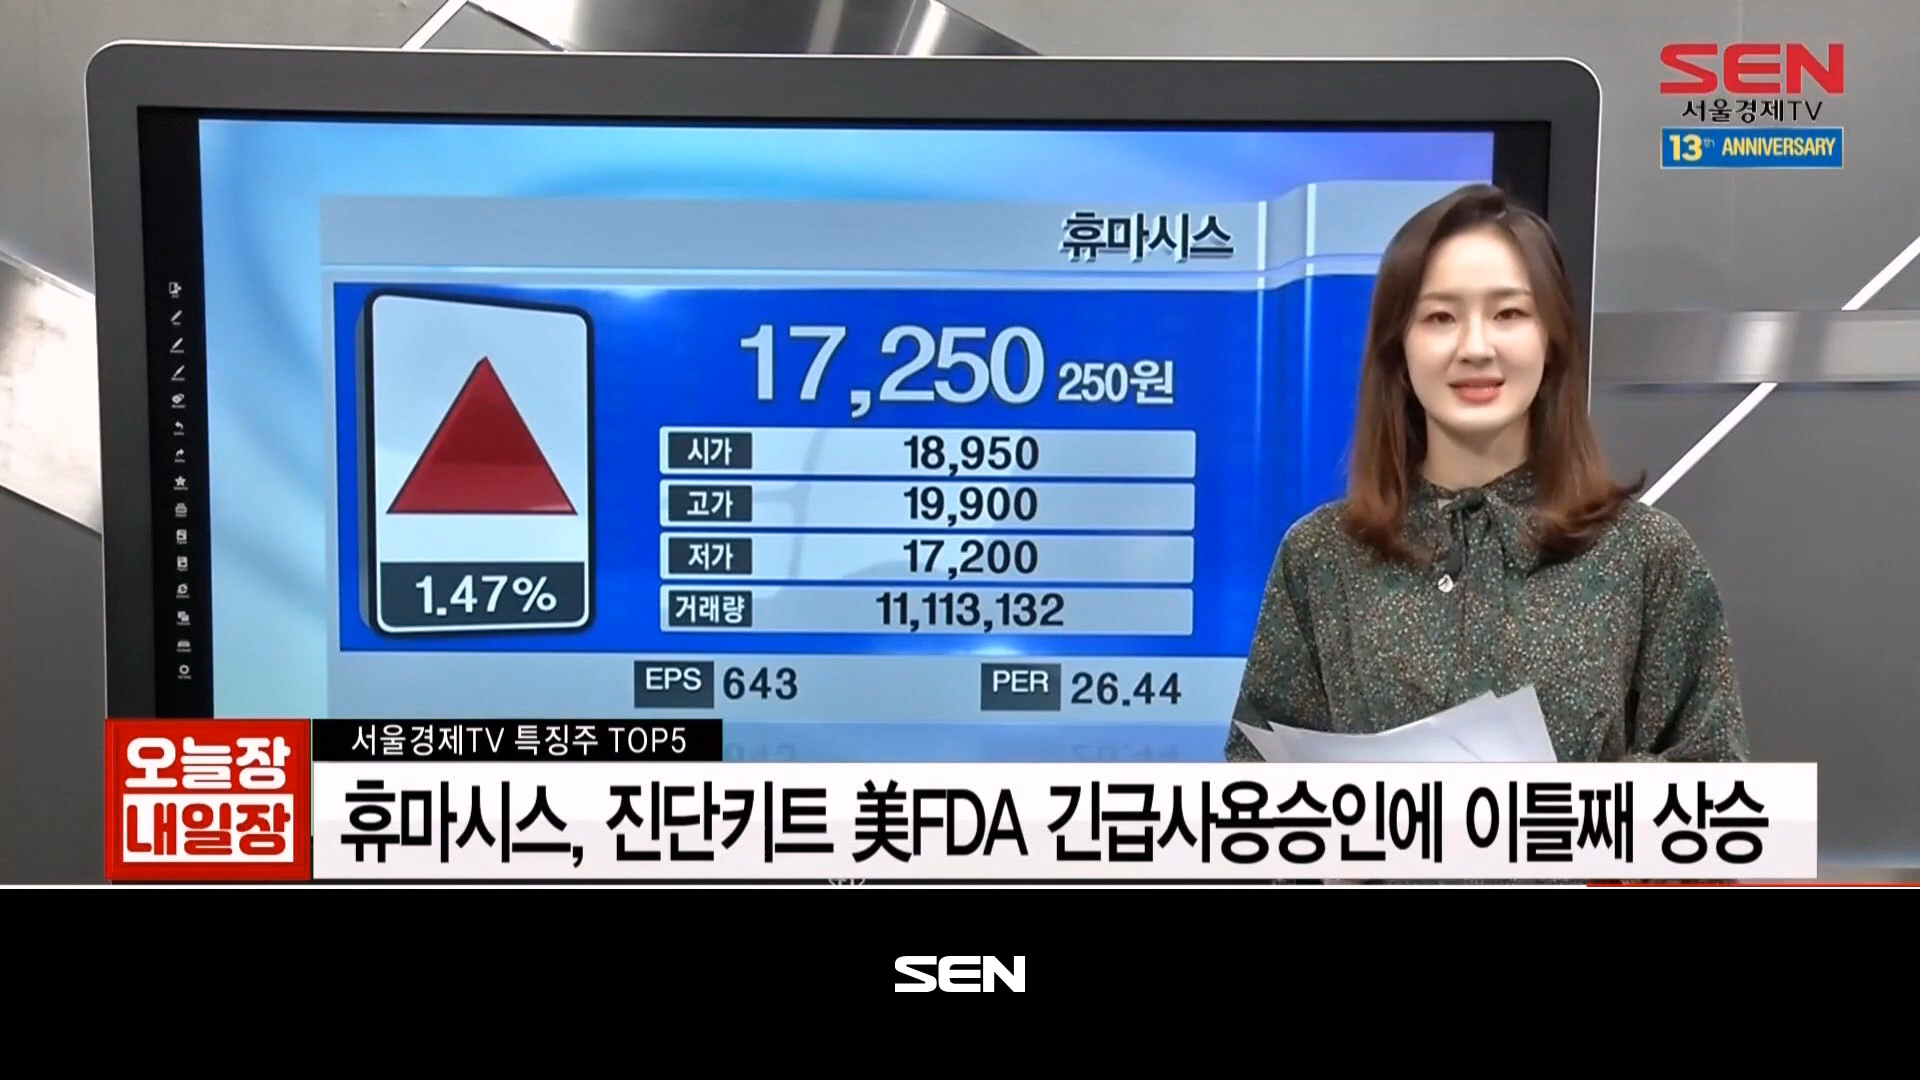 SEN
서울경제TV
13th ANNIVERSARY
휴마시스
17,250 250원
시가 18,950
고가 19,900
저가 17,200
1.47%
거래량 11,113,132
EPS 643
PER 26.44
오늘장
내일장
서울경제TV 특징주 TOP5
휴마시스, 진단키트 美FDA 긴급사용승인에 이틀째 상승
SEN